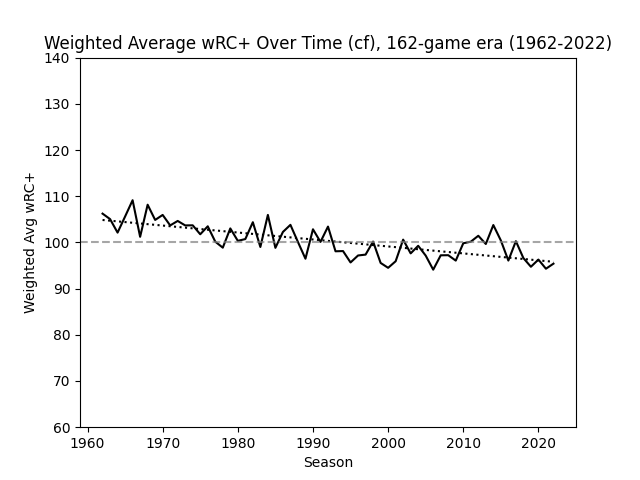 Weighted Average wRC+ Over Time (cf), 162-game era (1962-2022)
140
130
120
110
100
90
80
70
60
Weighted Avg wRC+
1960 1970 1980 1990 2000 2010 2020
Season